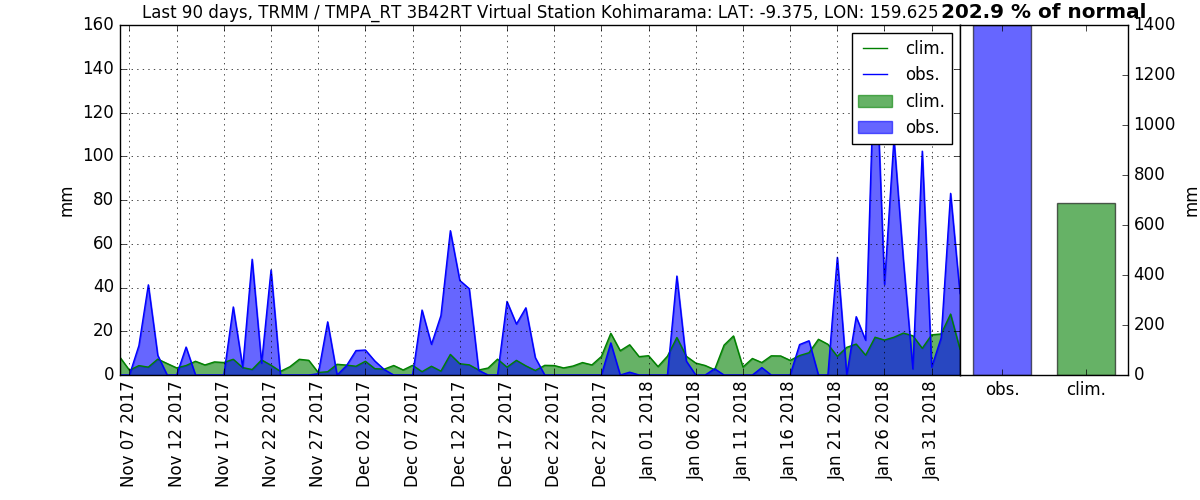 Last 90 days, TRMM / TMPA_RT 3B42RT Virtual Station Kohimarama: LAT: -9.375, LON: 159.625
202.9 % of normal
160
140
120
100
80
60
40
20
0
mm
clim.
obs.
clim.
obs.
1400
1200
1000
800
600
400
200
0
mm
obs.
clim.
Nov 07 2017
Nov 12 2017
Nov 17 2017
Nov 22 2017
Nov 27 2017
Dec 02 2017
Dec 07 2017
Dec 12 2017
Dec 17 2017
Dec 22 2017
Dec 27 2017
Jan 01 2018
Jan 06 2018
Jan 11 2018
Jan 16 2018
Jan 21 2018
Jan 26 2018
Jan 31 2018